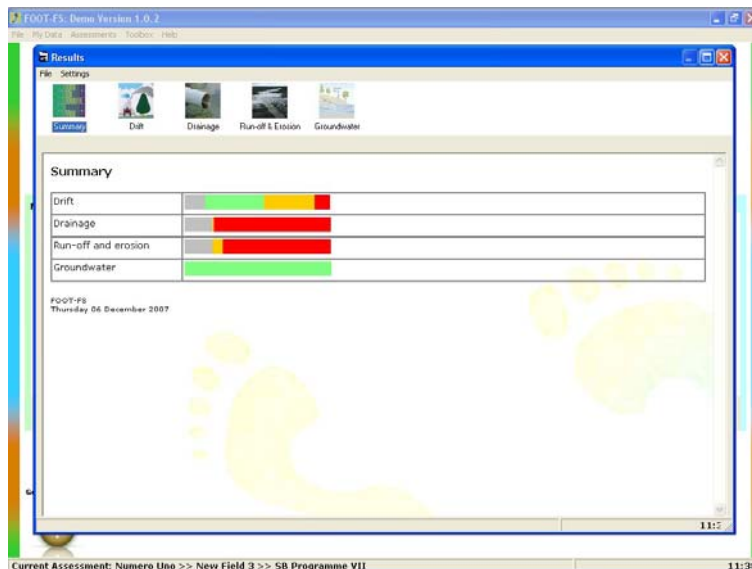 FOOT-FS: Demo Version 1.0.2
File My Data Assessments Toolbox Help
Results
File Settings
Summary Drift Drainage Run-off & Erosion Groundwater
Summary
Drift
Drainage
Run-off and erosion
Groundwater
FOOT-FS
Thursday 06 December 2007
Current Assessment: Numero Uno >> New Field 3 >> SB Programme VII